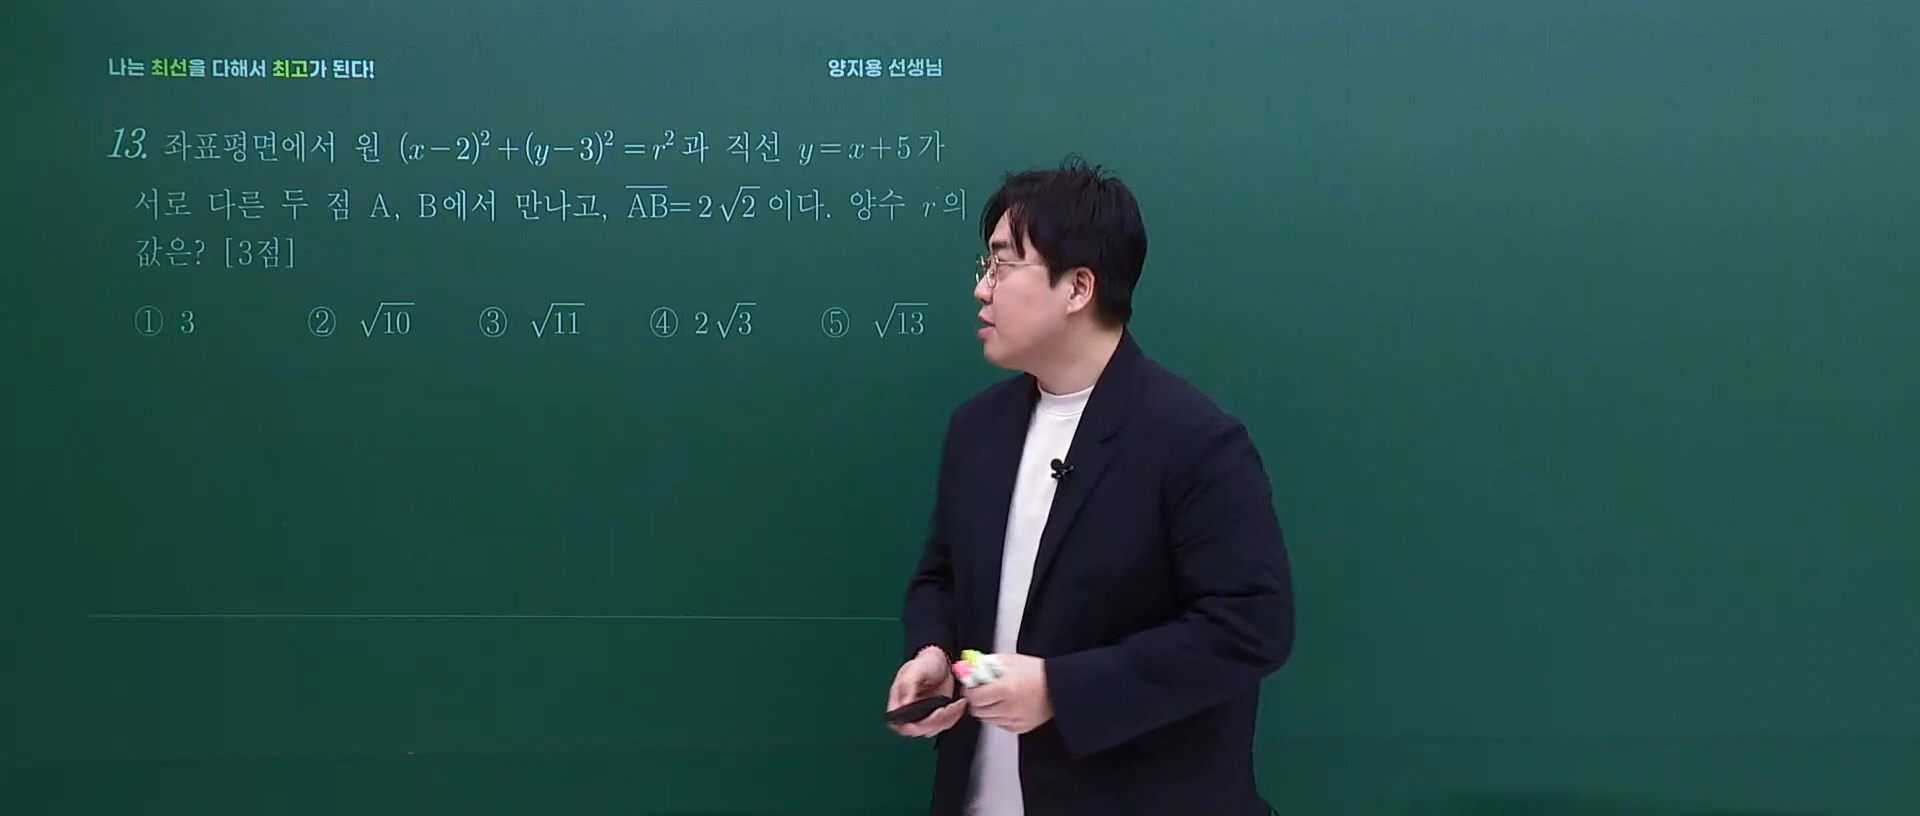 나는 최선을 다해서 최고가 된다!
양지용 선생님
13. 좌표평면에서 원 (x-2)²+(y-3)²=r²과 직선 y=x+5가
서로 다른 두 점 A, B에서 만나고, A̅B̅=2√2이다. 양수 r의
값은? [3점]
① 3 ② √10 ③ √11 ④ 2√3 ⑤ √13